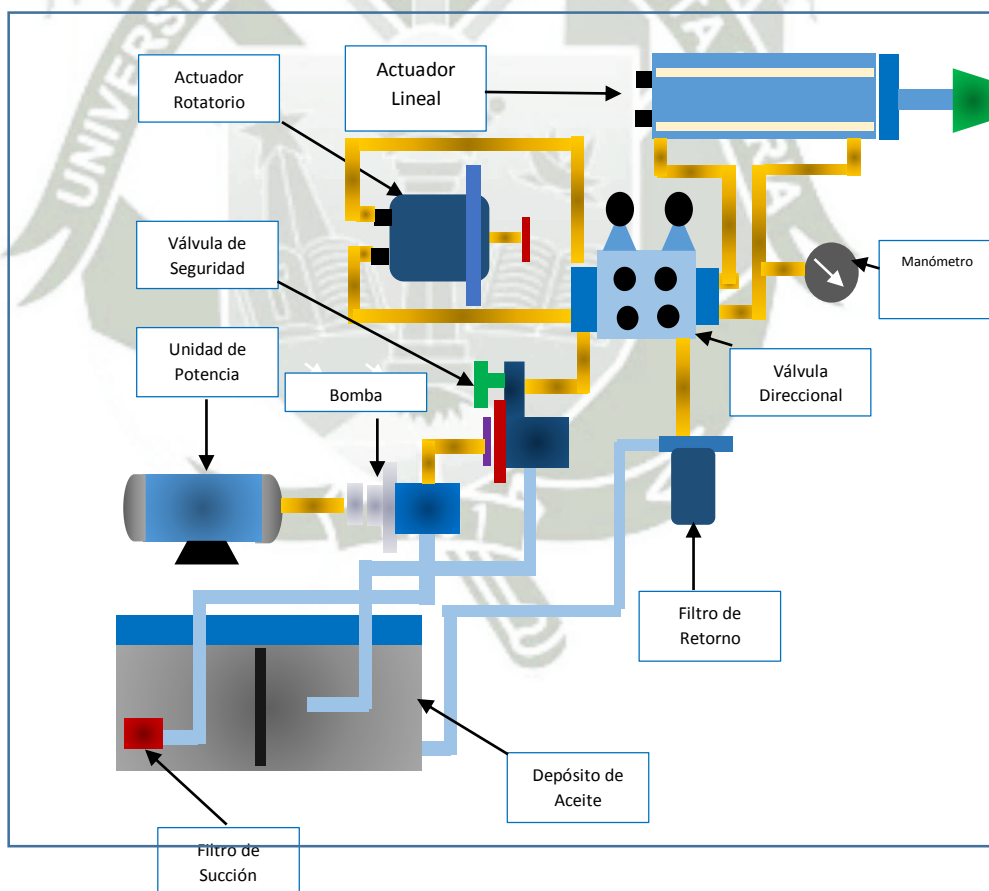 Actuador
Rotatorio
Actuador
Lineal
Válvula de
Seguridad
Manómetro
Unidad de
Potencia
Bomba
Válvula
Direccional
Filtro de
Retorno
Depósito de
Aceite
Filtro de
Succión